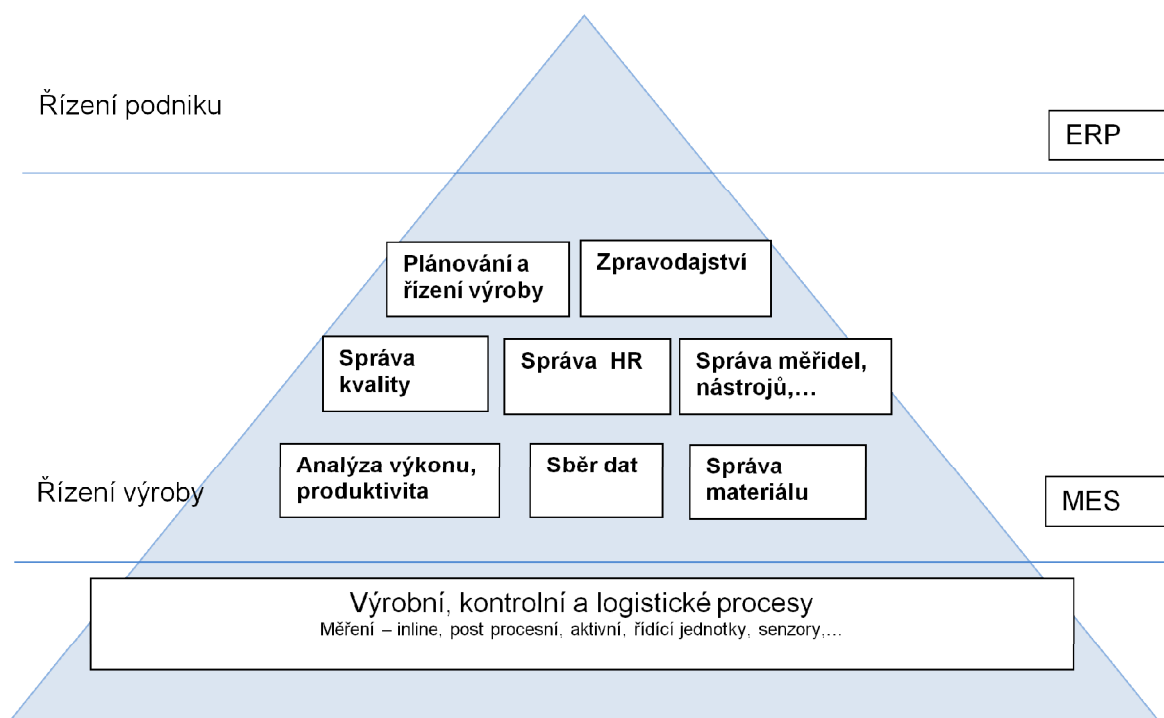 Řízení podniku
ERP
Plánování a
řízení výroby
Zpravodajství
Správa
kvality
Správa HR
Správa měřidel,
nástrojů,…
Analýza výkonu,
produktivita
Sběr dat
Správa
materiálu
Řízení výroby
MES
Výrobní, kontrolní a logistické procesy
Měření – inline, post procesní, aktivní, řídící jednotky, senzory,…